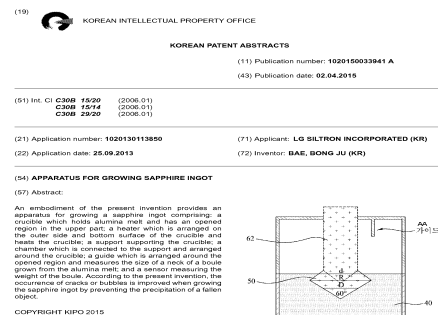 (19)
KOREAN INTELLECTUAL PROPERTY OFFICE
KOREAN PATENT ABSTRACTS
(11) Publication number: 1020150033941 A
(43) Publication date: 02.04.2015
(51) Int. Cl C30B 15/20 (2006.01)
C30B 15/14 (2006.01)
C30B 29/20 (2006.01)
(21) Application number: 1020130113850
(71) Applicant: LG SILTRON INCORPORATED (KR)
(22) Application date: 25.09.2013
(72) Inventor: BAE, BONG JU (KR)
(54) APPARATUS FOR GROWING SAPPHIRE INGOT
(57) Abstract:
An embodiment of the present invention provides an
apparatus for growing a sapphire ingot comprising: a
crucible which holds alumina melt and has an opened
region in the upper part; a heater which is arranged on
the outer side and bottom surface of the crucible and
heats the crucible; a support supporting the crucible; a
chamber which is connected to the support and arranged
around the crucible; a guide which is arranged around the
opened region and measures the size of a neck of a boule
grown from the alumina melt; and a sensor measuring the
weight of the boule. According to the present invention, the
occurrence of cracks or bubbles is improved when growing
the sapphire ingot by preventing the precipitation of a fallen
object.
COPYRIGHT KIPO 2015
AA
62
d
R
50
D
60°
40